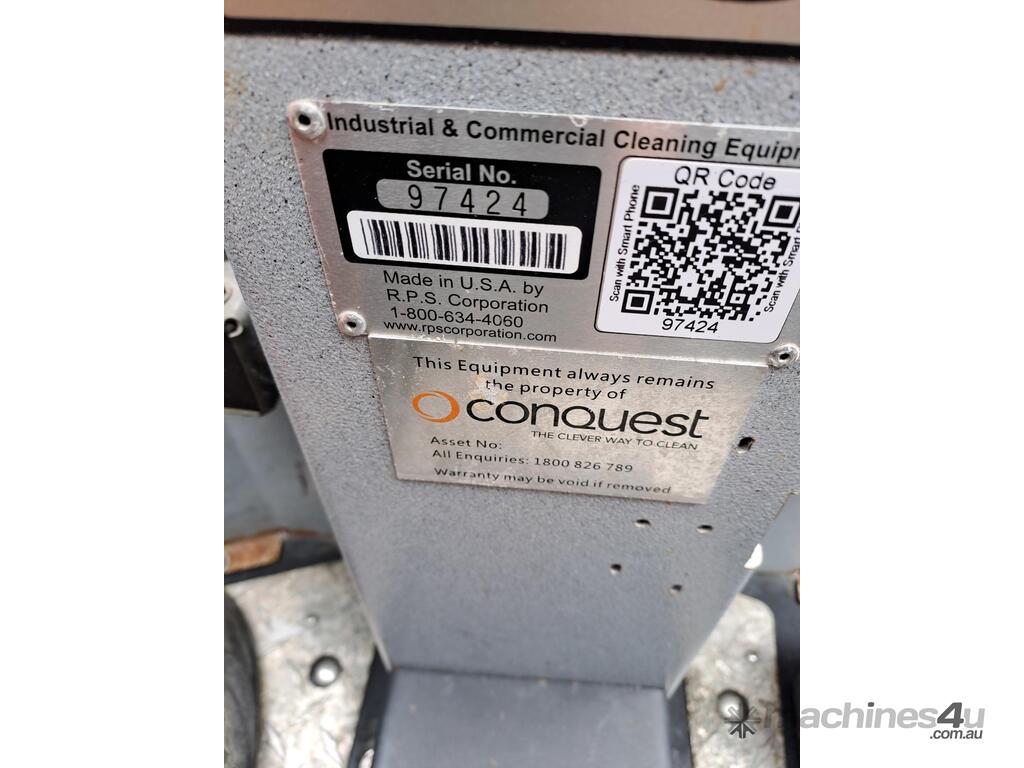 Industrial & Commercial Cleaning Equipm
Serial No.
97424
Made in U.S.A. by
R.P.S. Corporation
1-800-634-4060
www.rpscorporation.com
QR Code
Scan with Smart Phone
Scan with Smart
97424
This Equipment always remains
the property of
conquest
THE CLEVER WAY TO CLEAN
Asset No:
All Enquiries: 1800 826 789
Warranty may be void if removed
machines4u
.com.au